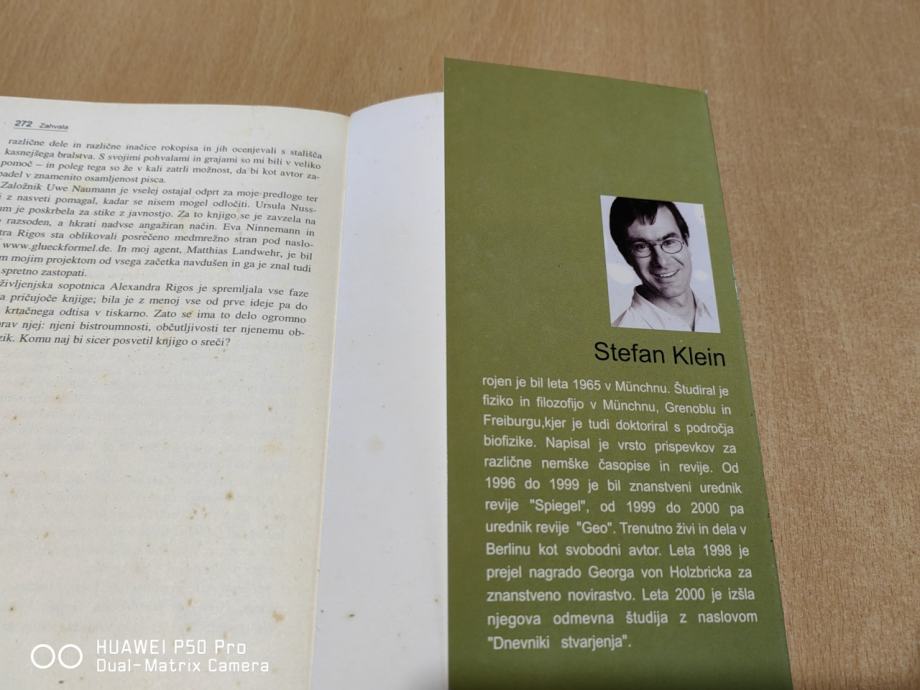 272 Zahvala
različne dele in različne inačice rokopisa in jih ocenjevali s stališča
kasnejšega bralstva. S svojimi pohvalami in grajami so mi bili v veliko
pomoč – in poleg tega so že v kali zatrli možnost, da bi kot avtor za-
padel v znamenito osamljenost pisca.
Založnik Uwe Naumann je vselej ostajal odprt za moje predloge ter
z nasveti pomagal, kadar se nisem mogel odločiti. Ursula Nuss-
um je poskrbela za stike z javnostjo. Za to knjigo se je zavzela na
razsoden, a hkrati nadvse angažiran način. Eva Ninnemann in
tra Rigos sta oblikovali posrečeno medmrežno stran pod naslo-
www.glueckformel.de. In moj agent, Matthias Landwehr, je bil
m mojim projektom od vsega začetka navdušen in ga je znal tudi
spretno zastopati.
življenjska sopotnica Alexandra Rigos je spremljala vse faze
a pričujoče knjige; bila je z menoj vse od prve ideje pa do
krtačnega odtisa v tiskarno. Zato se ima to delo ogromno
rav njej: njeni bistroumnosti, občutljivosti ter njenemu ob-
zik. Komu naj bi sicer posvetil knjigo o sreči?
Stefan Klein
rojen je bil leta 1965 v Münchnu. Študiral je
fiziko in filozofijo v Münchnu, Grenoblu in
Freiburgu,kjer je tudi doktoriral s področja
biofizike. Napisal je vrsto prispevkov za
različne nemške časopise in revije. Od
1996 do 1999 je bil znanstveni urednik
revije "Spiegel", od 1999 do 2000 pa
urednik revije "Geo". Trenutno živi in dela v
Berlinu kot svobodni avtor. Leta 1998 je
prejel nagrado Georga von Holzbricka za
znanstveno novirastvo. Leta 2000 je izšla
njegova odmevna študija z naslovom
"Dnevniki stvarjenja".
HUAWEI P50 Pro
Dual-Matrix Camera